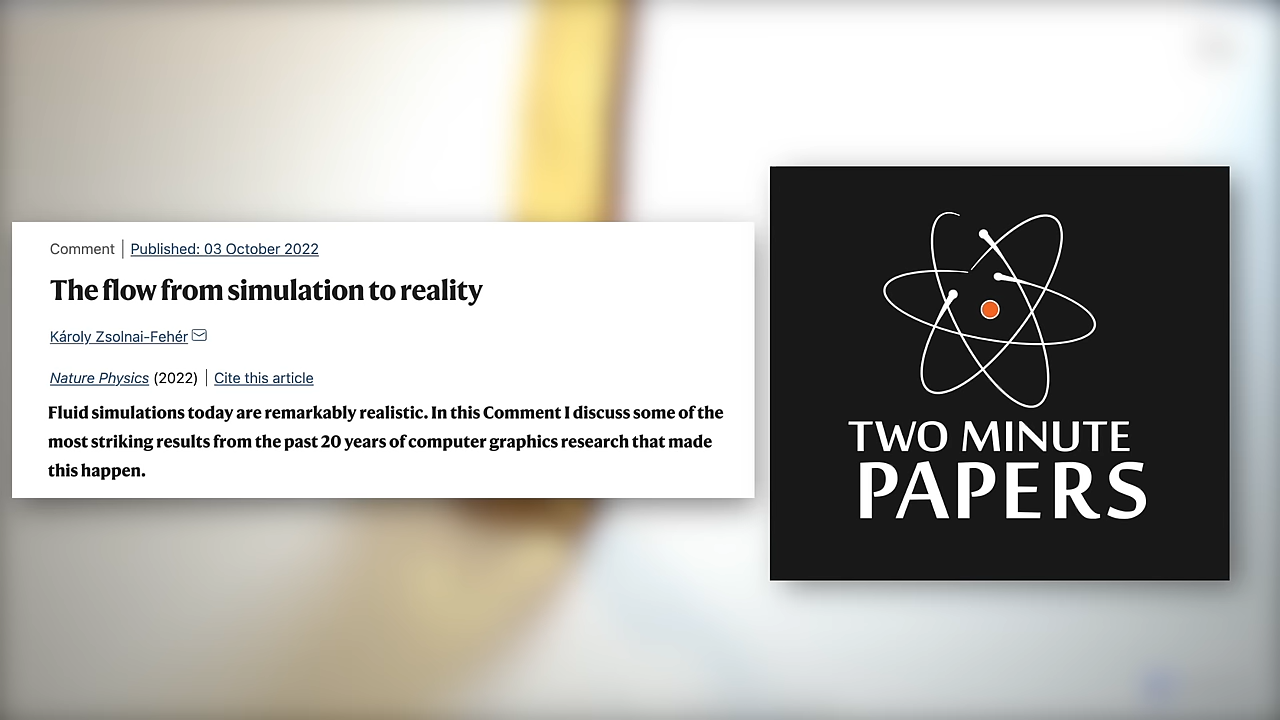 Comment | Published: 03 October 2022
The flow from simulation to reality
Károly Zsolnai-Fehér
Nature Physics (2022) | Cite this article
Fluid simulations today are remarkably realistic. In this Comment I discuss some of the
most striking results from the past 20 years of computer graphics research that made
this happen.
TWO MINUTE
PAPERS